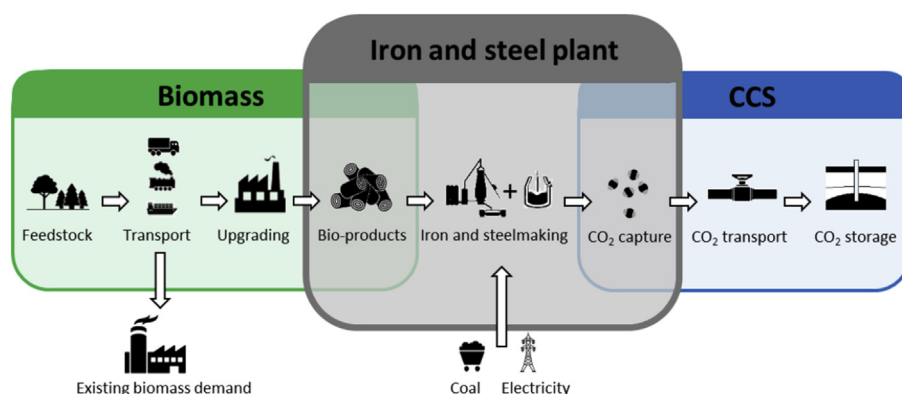 Iron and steel plant
Biomass
CCS
Feedstock
Transport
Upgrading
Bio-products
Iron and steelmaking
CO₂ capture
CO₂ transport
CO₂ storage
Existing biomass demand
Coal
Electricity